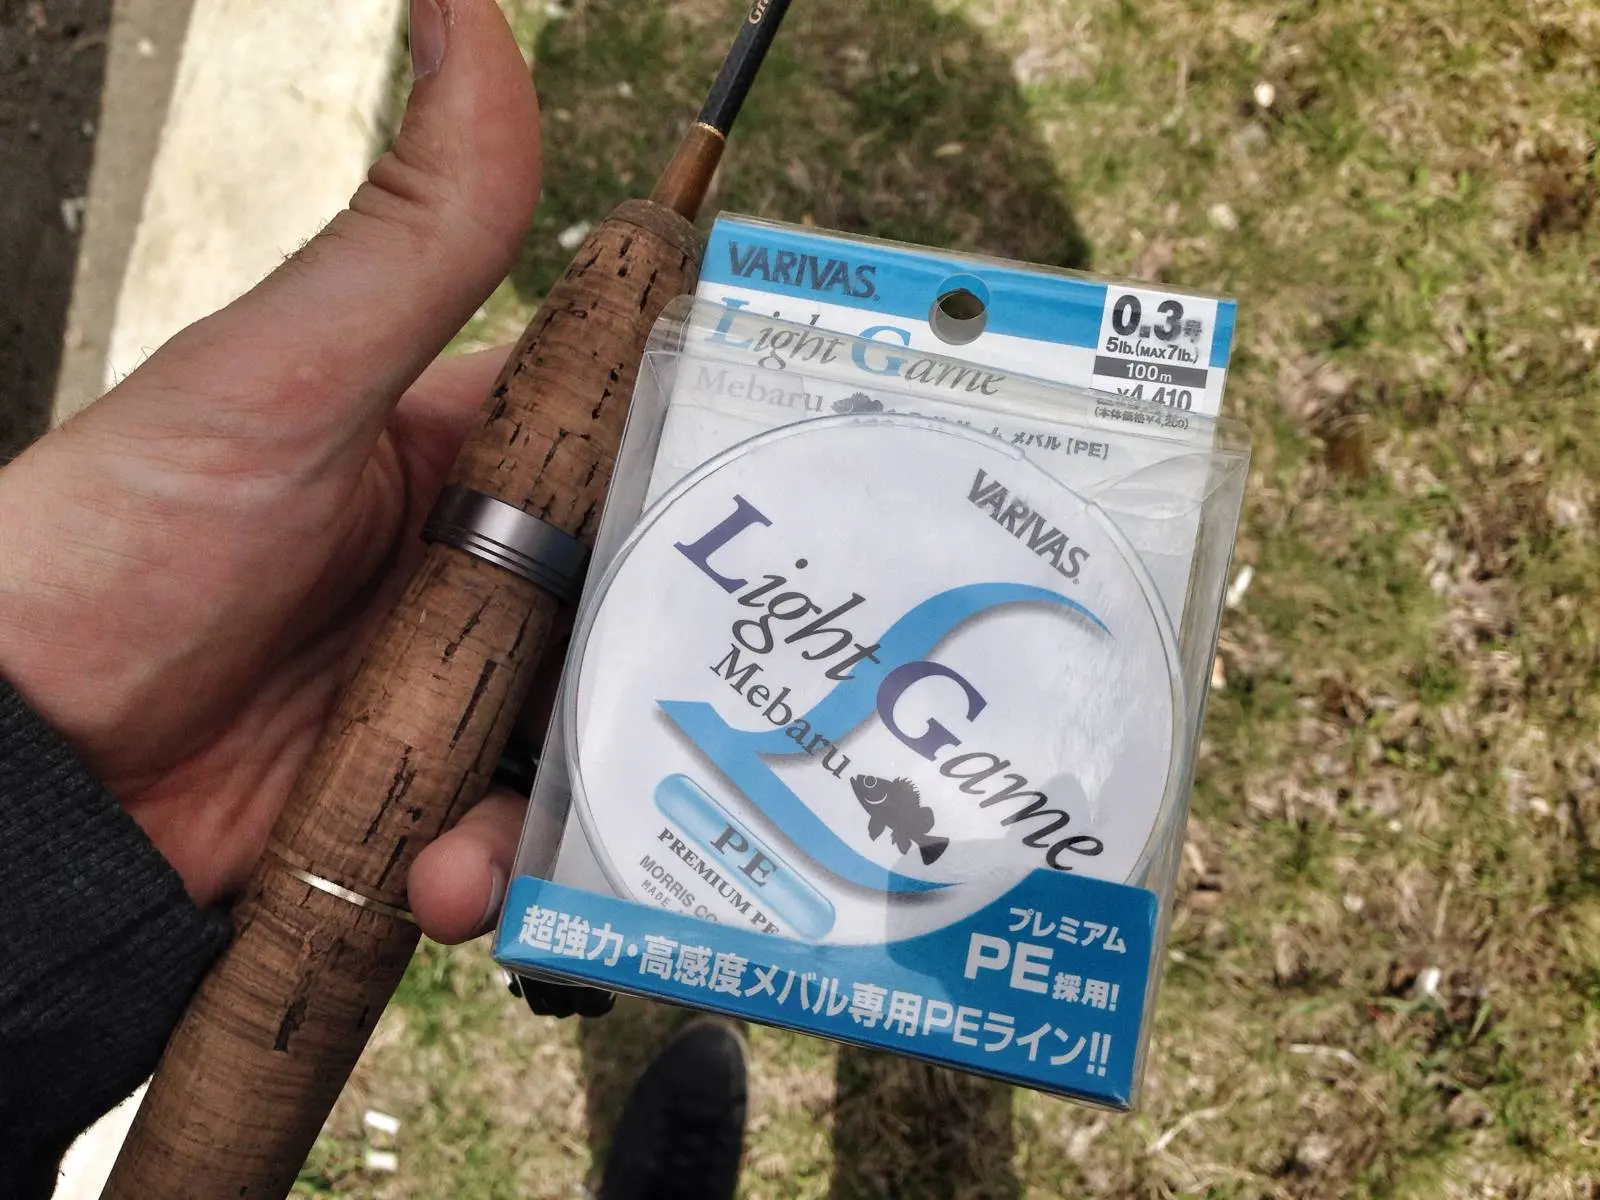 VARIVAS®
Light Game
Mebaru
0.3号
5lb.(MAX7lb.)
100m
¥4,410
(本体価格¥4,200)
メバル [PE]
VARIVAS®
Light Game
Mebaru
PE
PREMIUM PE
MORRIS CO
MADE
プレミアム
PE採用!
超強力・高感度メバル専用PEライン!!